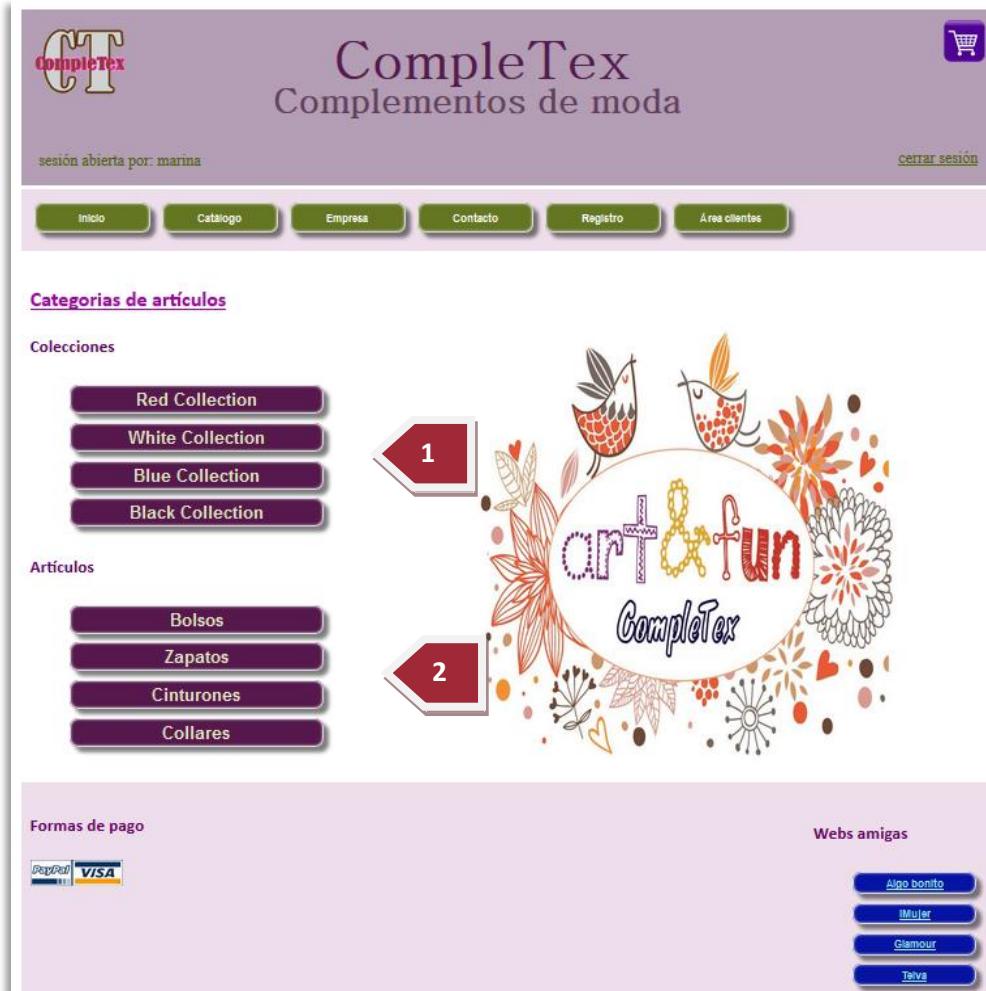 CT
CompleTex
CompleTex
Complementos de moda
sesión abierta por: marina
cerrar sesión
Inicio
Catálogo
Empresa
Contacto
Registro
Área clientes
Categorias de artículos
Colecciones
Red Collection
White Collection
Blue Collection
Black Collection
1
Artículos
Bolsos
Zapatos
Cinturones
Collares
2
art&fun
CompleTex
Formas de pago
PayPal
VISA
Webs amigas
Algo bonito
IMujer
Glamour
Telva